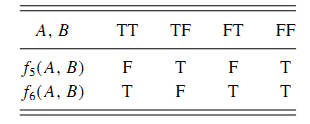 A, B TT TF FT FF
f5(A, B) F T F T
f6(A, B) T F T T